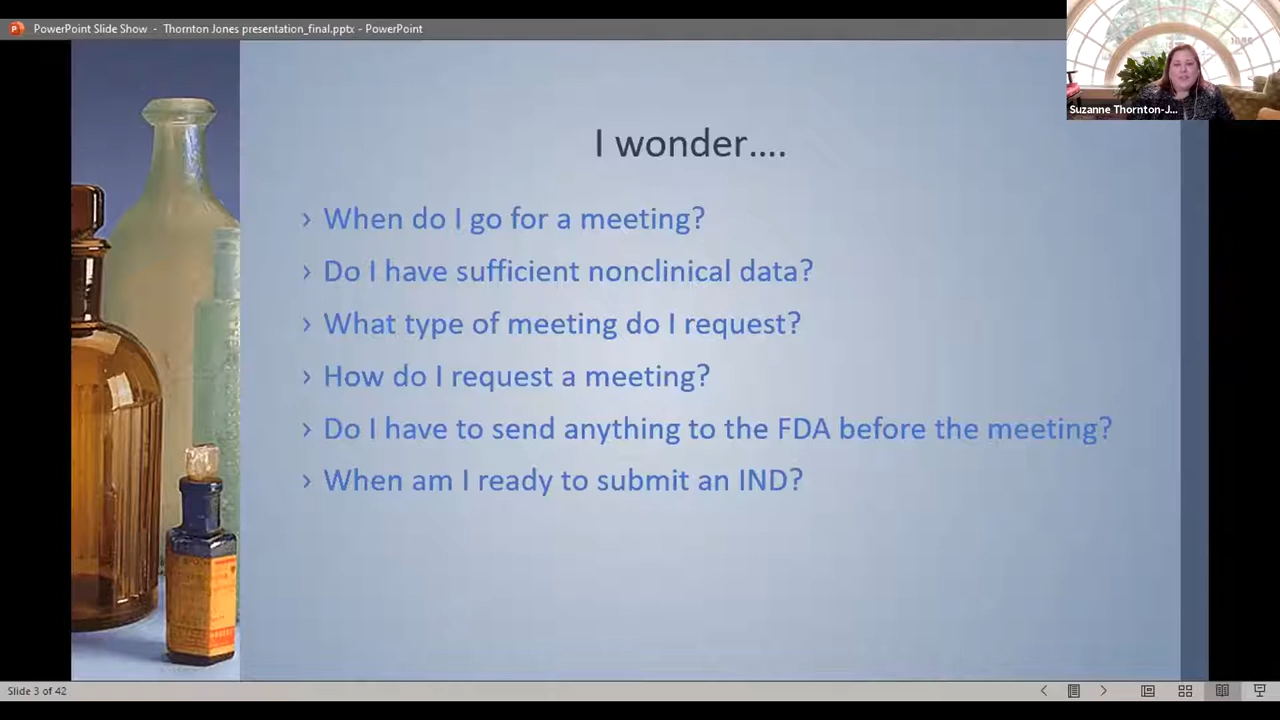 PowerPoint Slide Show - Thornton Jones presentation_final.pptx - PowerPoint
Suzanne Thornton-J...
I wonder....
› When do I go for a meeting?
› Do I have sufficient nonclinical data?
› What type of meeting do I request?
› How do I request a meeting?
› Do I have to send anything to the FDA before the meeting?
› When am I ready to submit an IND?
Slide 3 of 42